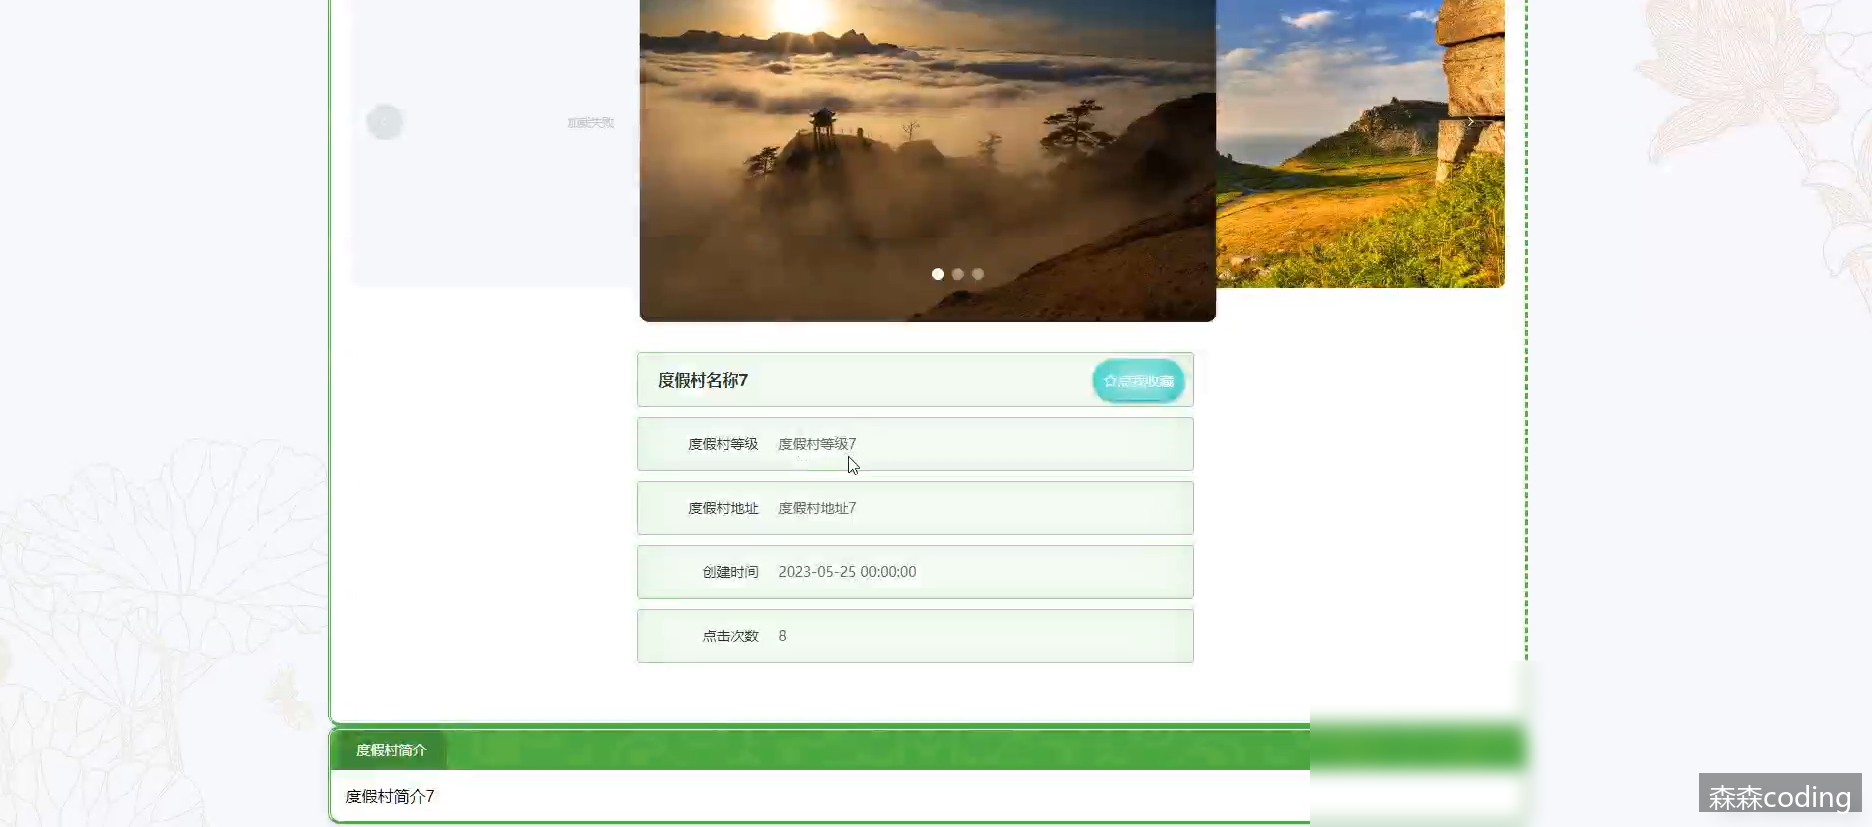 加载失败
度假村名称7
点我收藏
度假村等级 度假村等级7
度假村地址 度假村地址7
创建时间 2023-05-25 00:00:00
点击次数 8
度假村简介
度假村简介7
森森coding